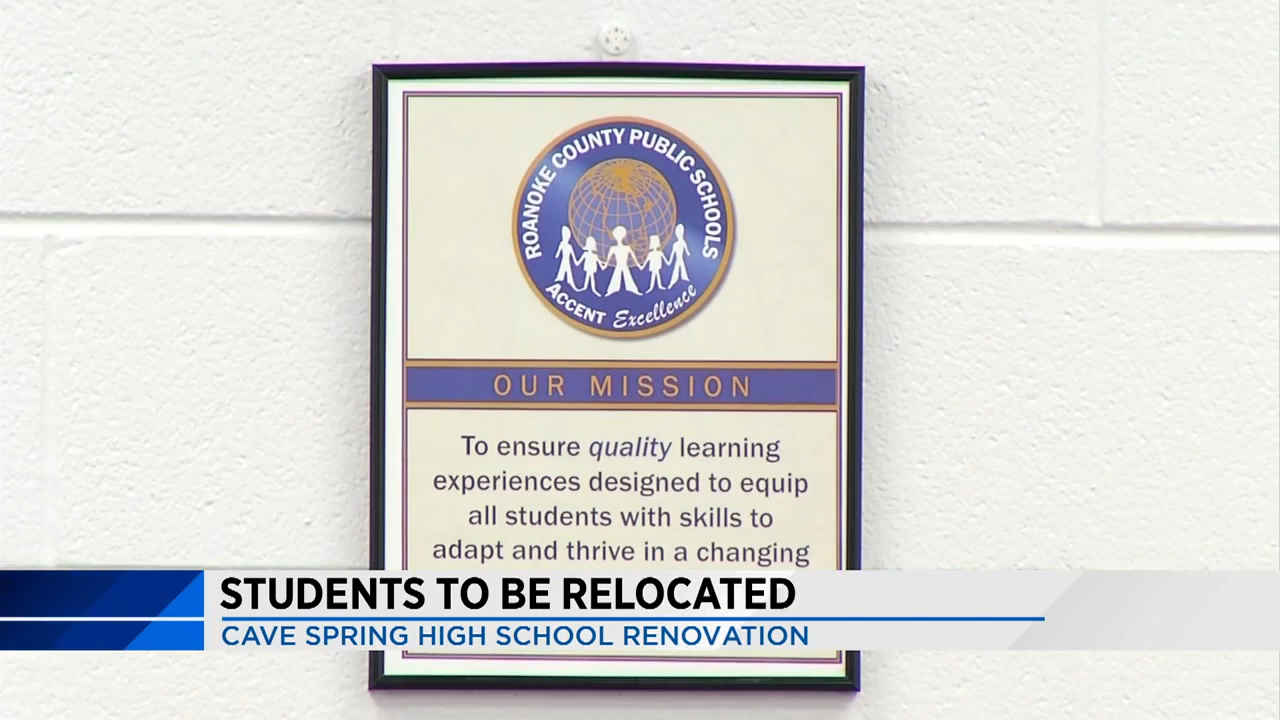 ROANOKE COUNTY PUBLIC SCHOOLS
ACCENT Excellence
OUR MISSION
To ensure quality learning
experiences designed to equip
all students with skills to
adapt and thrive in a changing
STUDENTS TO BE RELOCATED
CAVE SPRING HIGH SCHOOL RENOVATION